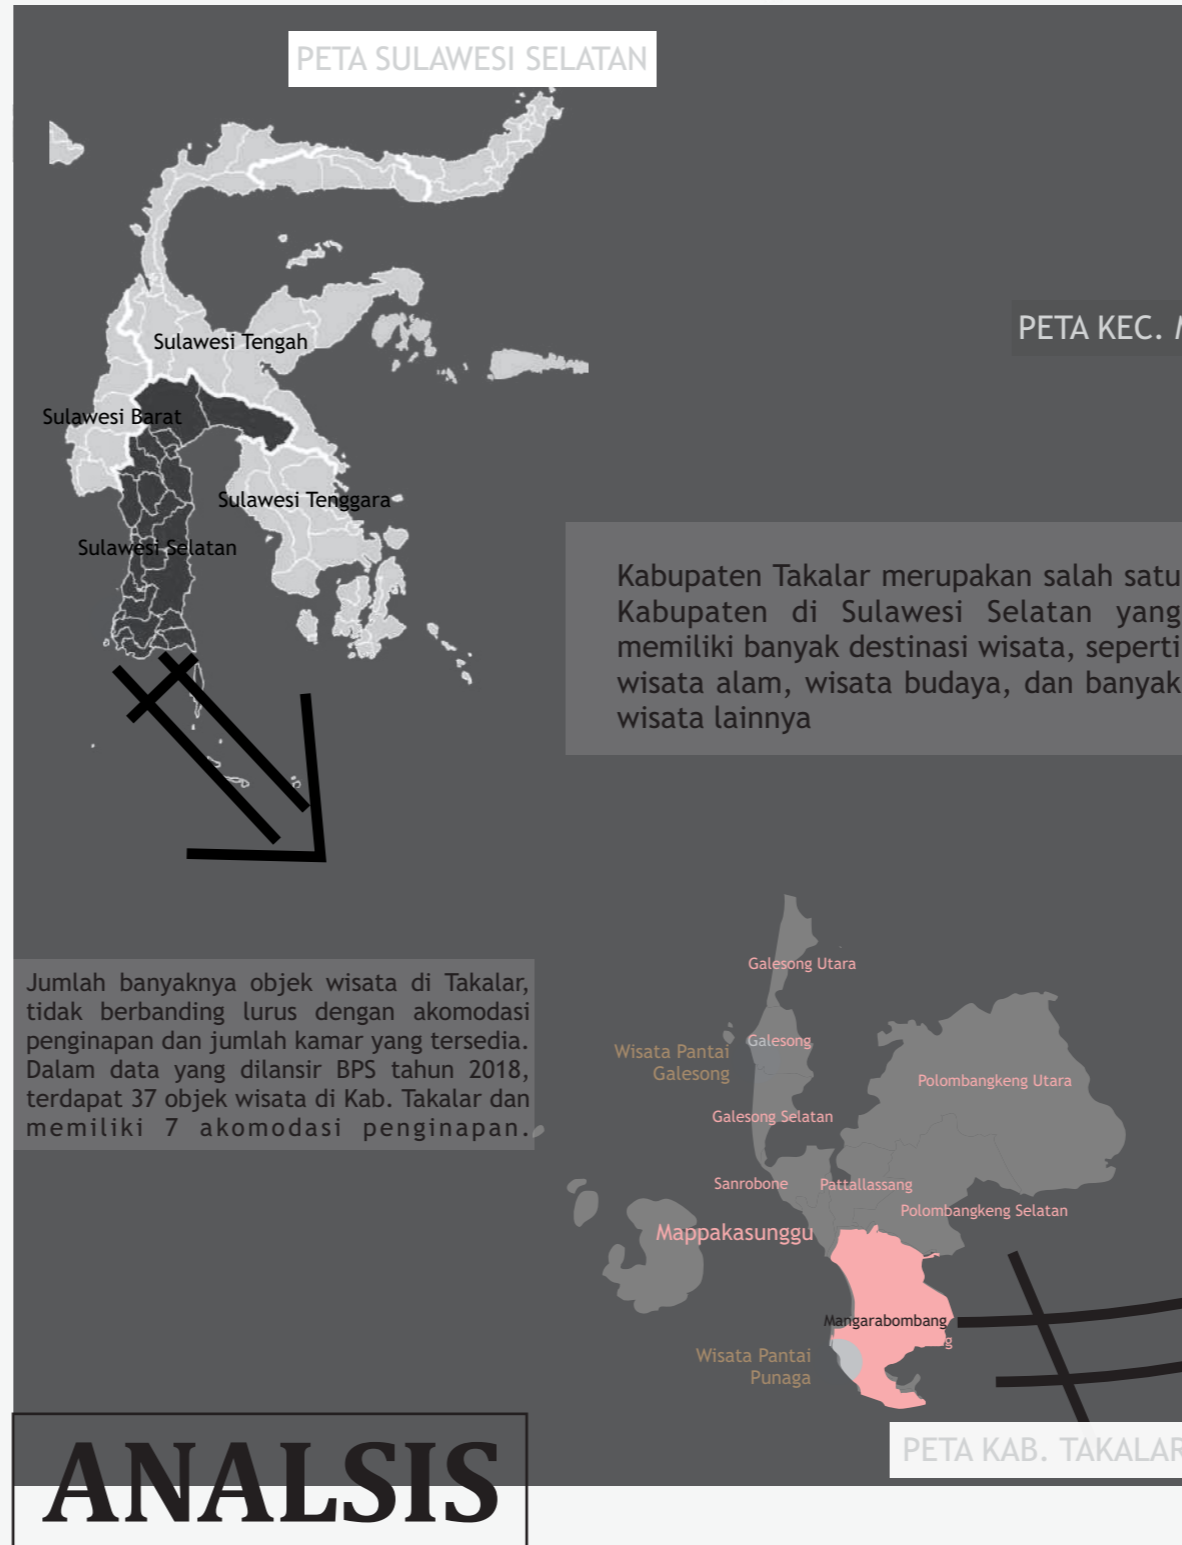 PETA SULAWESI SELATAN
Sulawesi Tengah
Sulawesi Barat
Sulawesi Tenggara
Sulawesi Selatan
PETA KEC.
Kabupaten Takalar merupakan salah satu
Kabupaten di Sulawesi Selatan yang
memiliki banyak destinasi wisata, seperti
wisata alam, wisata budaya, dan banyak
wisata lainnya
Jumlah banyaknya objek wisata di Takalar,
tidak berbanding lurus dengan akomodasi
penginapan dan jumlah kamar yang tersedia.
Dalam data yang dilansir BPS tahun 2018,
terdapat 37 objek wisata di Kab. Takalar dan
memiliki 7 akomodasi penginapan.
Galesong Utara
Galesong
Wisata Pantai
Galesong
Polombangkeng Utara
Galesong Selatan
Sanrobone
Pattallassang
Polombangkeng Selatan
Mappakasunggu
Mangarabombang
Wisata Pantai
Punaga
PETA KAB. TAKALAR
ANALSIS